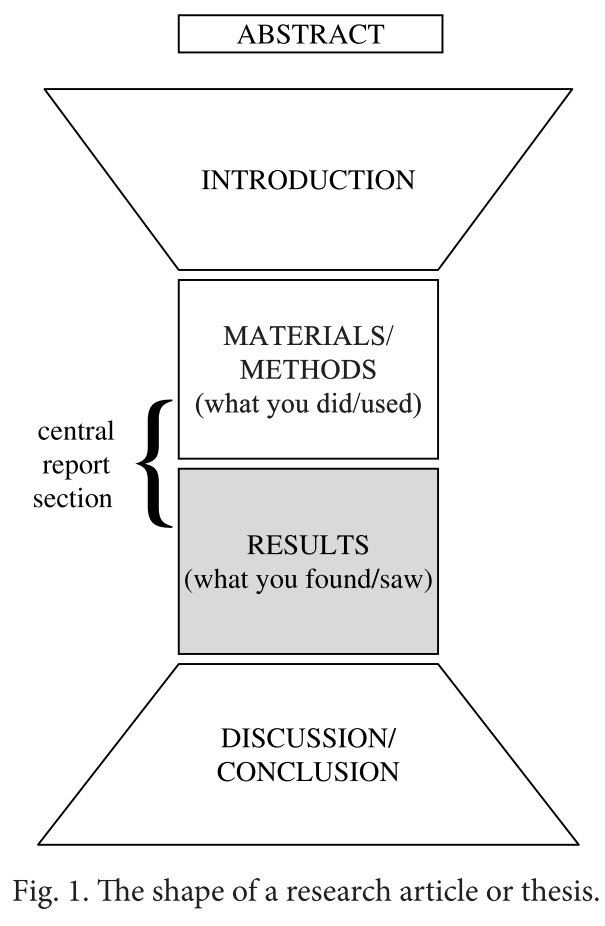 ABSTRACT
INTRODUCTION
MATERIALS/
METHODS
(what you did/used)
central
report
section
RESULTS
(what you found/saw)
DISCUSSION/
CONCLUSION
Fig. 1. The shape of a research article or thesis.